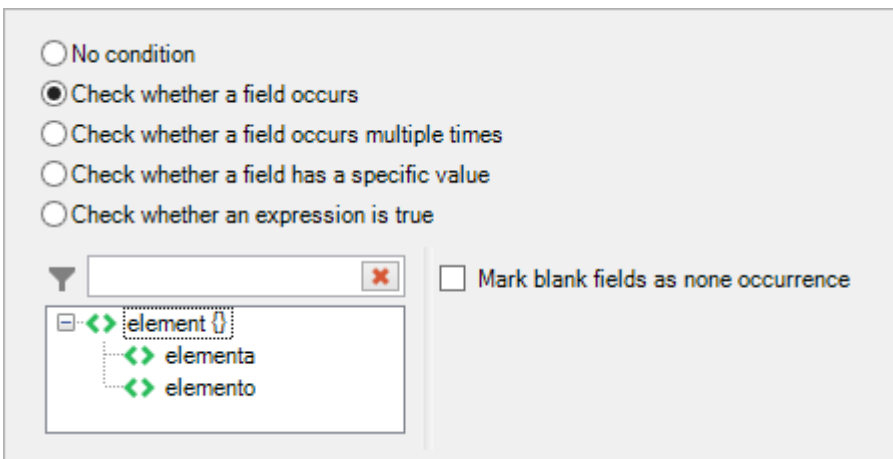 No condition
Check whether a field occurs
Check whether a field occurs multiple times
Check whether a field has a specific value
Check whether an expression is true
Mark blank fields as none occurrence
element {}
elementa
elemento